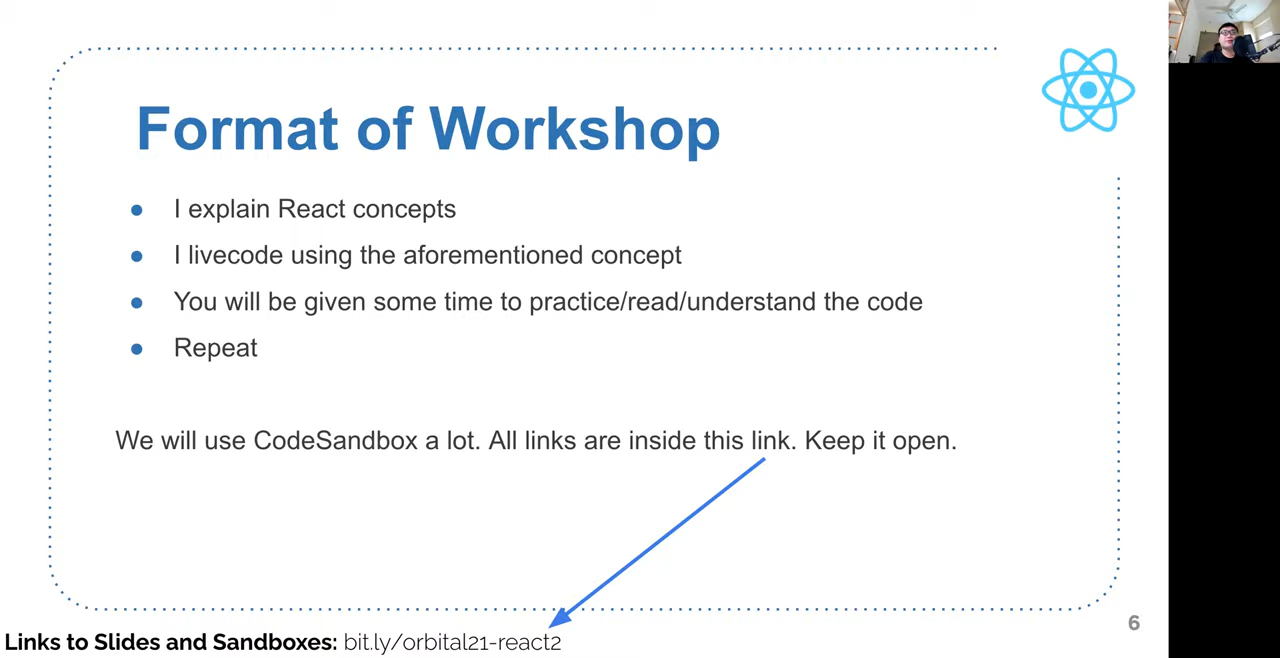 Format of Workshop
● I explain React concepts
● I livecode using the aforementioned concept
● You will be given some time to practice/read/understand the code
● Repeat
We will use CodeSandbox a lot. All links are inside this link. Keep it open.
6
Links to Slides and Sandboxes: bit.ly/orbital21-react2